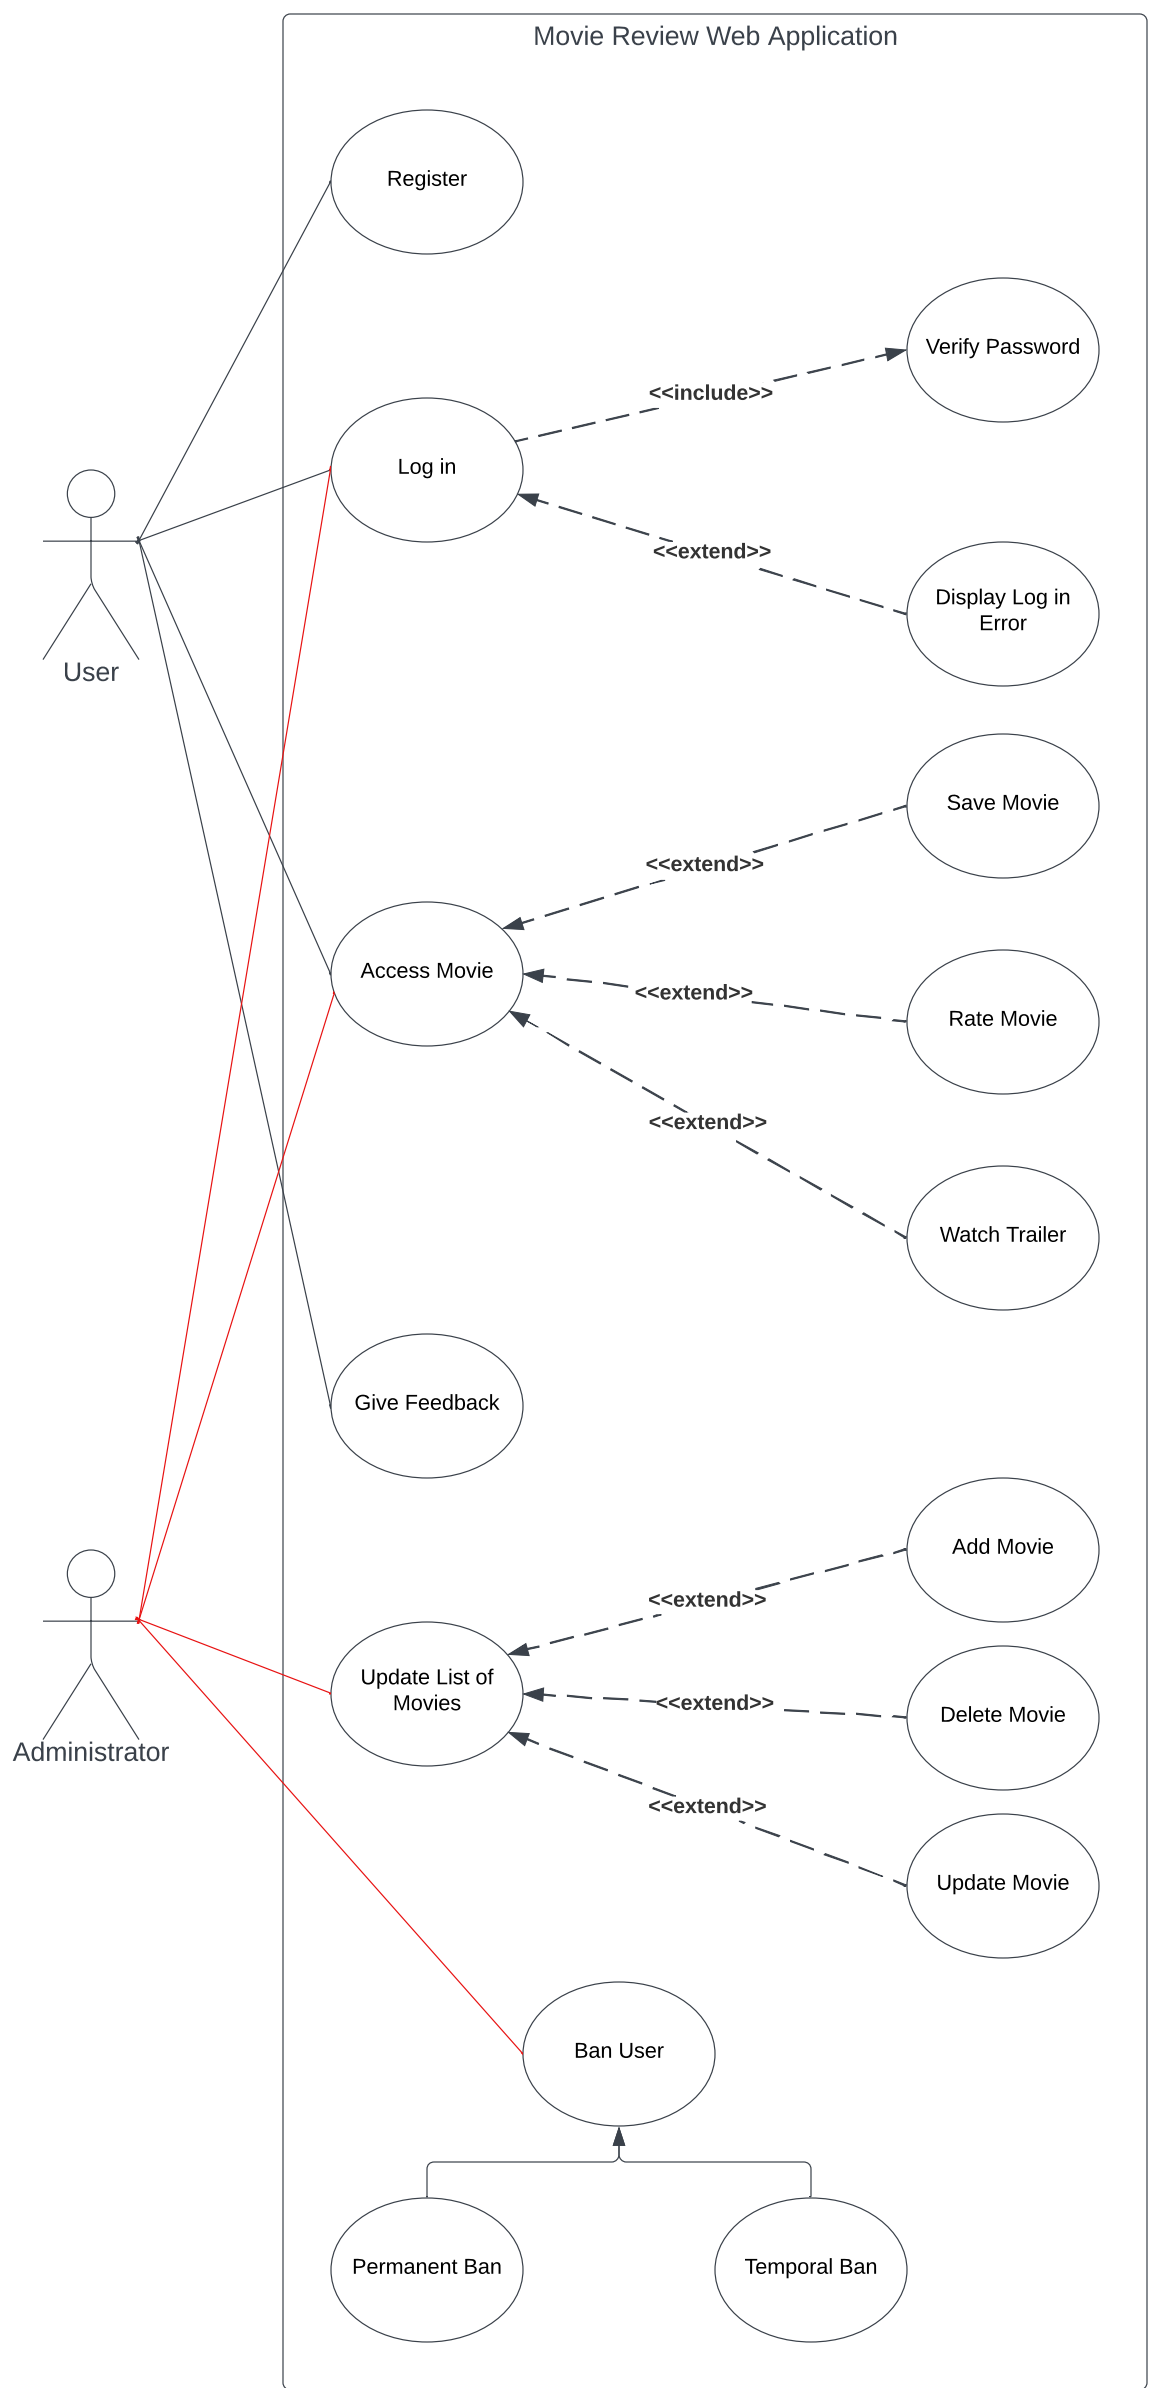 Movie Review Web Application
Register
Verify Password
<<include>>
Log in
<<extend>>
Display Log in
Error
User
Save Movie
<<extend>>
Access Movie
<<extend>>
Rate Movie
<<extend>>
Watch Trailer
Give Feedback
Add Movie
<<extend>>
Update List of
Movies
<<extend>>
Delete Movie
Administrator
<<extend>>
Update Movie
Ban User
Permanent Ban
Temporal Ban